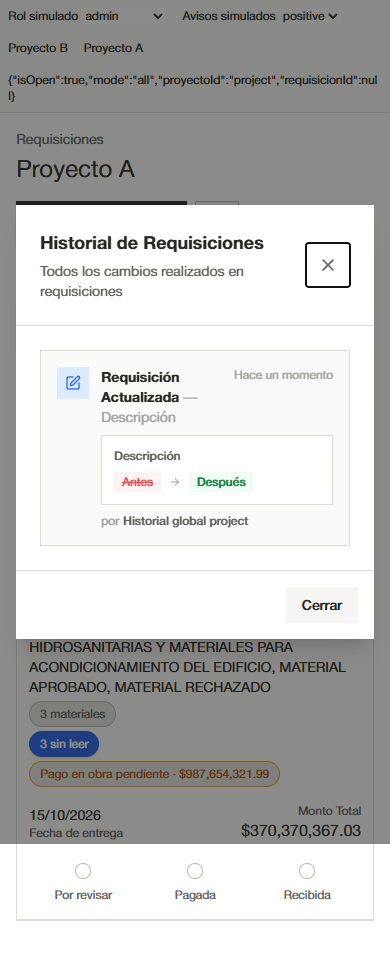 Rol simulado admin Avisos simulados positive
Proyecto B Proyecto A
{"isOpen":true,"mode":"all","proyectoId":"project","requisicionId":nul
l}
Requisiciones
Proyecto A
Historial de Requisiciones
Todos los cambios realizados en
requisiciones
Requisición
Actualizada —
Descripción
Hace un momento
Descripción
Antes → Después
por Historial global project
Cerrar
HIDROSANITARIAS Y MATERIALES PARA
ACONDICIONAMIENTO DEL EDIFICIO, MATERIAL
APROBADO, MATERIAL RECHAZADO
3 materiales
3 sin leer
Pago en obra pendiente · $987,654,321.99
15/10/2026
Fecha de entrega
Monto Total
$370,370,367.03
Por revisar Pagada Recibida